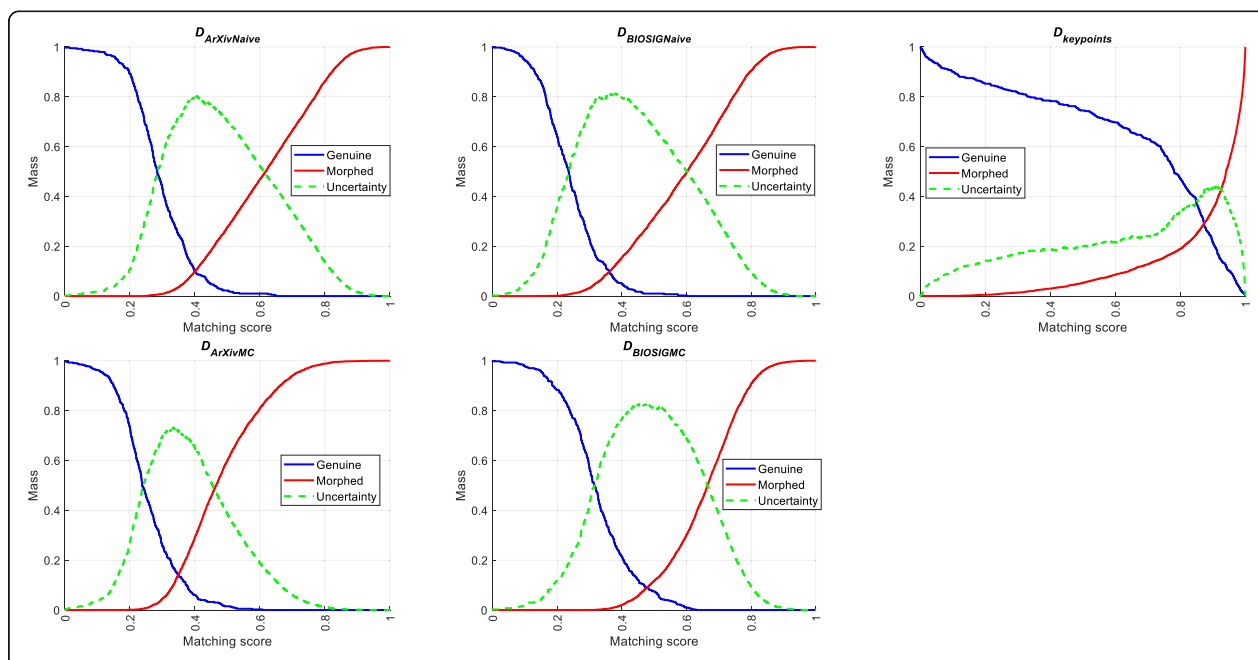 D_ArXivNaive
1
0.8
0.6
0.4
0.2
0
Mass
0
0.2
0.4
0.6
0.8
1
Matching score
Genuine
Morphed
Uncertainty
D_BIOSIGNaive
1
0.8
0.6
0.4
0.2
0
Mass
0
0.2
0.4
0.6
0.8
1
Matching score
Genuine
Morphed
Uncertainty
D_keypoints
1
0.8
0.6
0.4
0.2
0
Mass
0
0.2
0.4
0.6
0.8
1
Matching score
Genuine
Morphed
Uncertainty
D_ArXivMC
1
0.8
0.6
0.4
0.2
0
Mass
0
0.2
0.4
0.6
0.8
1
Matching score
Genuine
Morphed
Uncertainty
D_BIOSIGMC
1
0.8
0.6
0.4
0.2
0
Mass
0
0.2
0.4
0.6
0.8
1
Matching score
Genuine
Morphed
Uncertainty